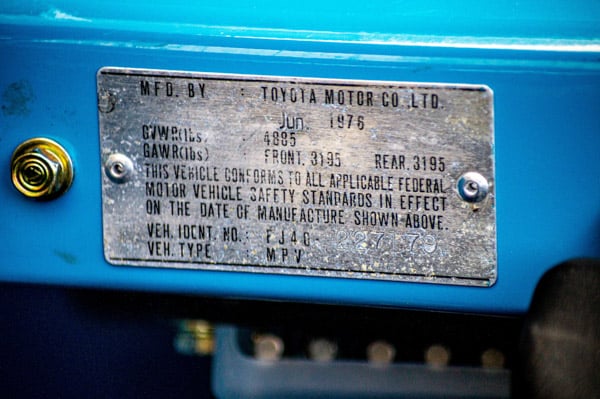 MFD. BY : TOYOTA MOTOR CO.,LTD.
Jun. 1976
GVWR(lbs) : 4885
GAWR(lbs) FRONT. 3195 REAR. 3195
THIS VEHICLE CONFORMS TO ALL APPLICABLE FEDERAL
MOTOR VEHICLE SAFETY STANDARDS IN EFFECT
ON THE DATE OF MANUFACTURE SHOWN ABOVE.
VEH. IDENT. NO. : FJ40
VEH. TYPE MPV